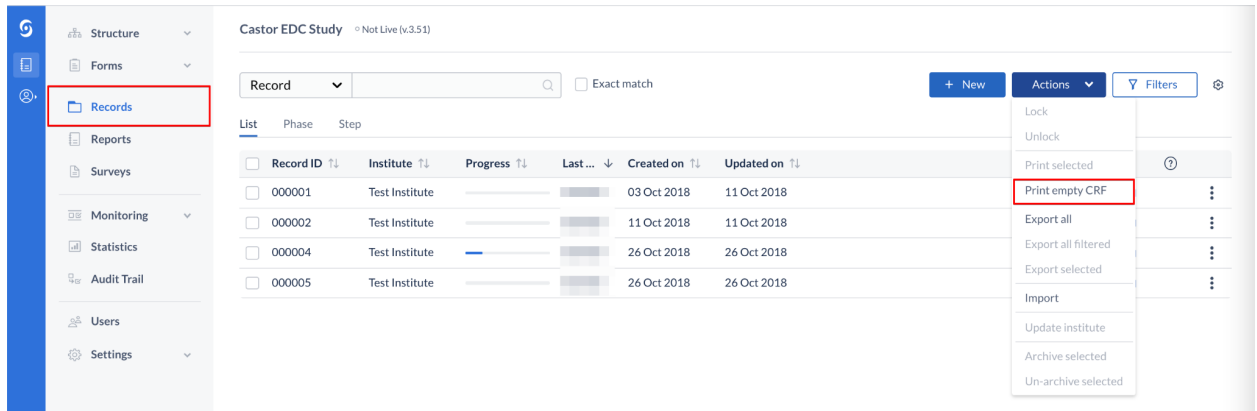 Castor EDC Study Not Live (v.3.51)
Structure
Forms
Records
Reports
Surveys
Monitoring
Statistics
Audit Trail
Users
Settings
Record Exact match + New Actions Filters
List Phase Step
Record ID Institute Progress Last ... Created on Updated on
000001 Test Institute 03 Oct 2018 11 Oct 2018
000002 Test Institute 11 Oct 2018 11 Oct 2018
000004 Test Institute 26 Oct 2018 26 Oct 2018
000005 Test Institute 26 Oct 2018 26 Oct 2018
Lock
Unlock
Print selected
Print empty CRF
Export all
Export all filtered
Export selected
Import
Update institute
Archive selected
Un-archive selected